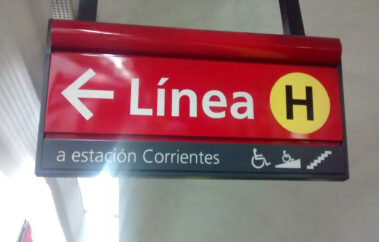 Línea H
a estación Corrientes